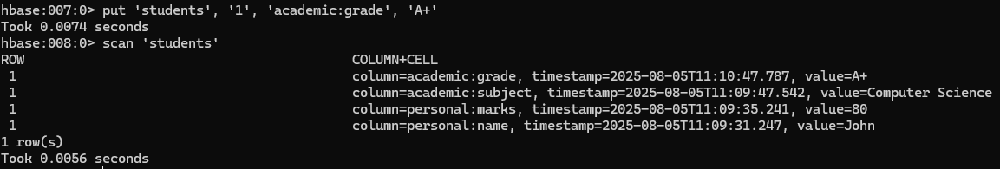 hbase:007:0> put 'students', '1', 'academic:grade', 'A+'
Took 0.0074 seconds
hbase:008:0> scan 'students'
ROW COLUMN+CELL
1 column=academic:grade, timestamp=2025-08-05T11:10:47.787, value=A+
1 column=academic:subject, timestamp=2025-08-05T11:09:47.542, value=Computer Science
1 column=personal:marks, timestamp=2025-08-05T11:09:35.241, value=80
1 column=personal:name, timestamp=2025-08-05T11:09:31.247, value=John
1 row(s)
Took 0.0056 seconds